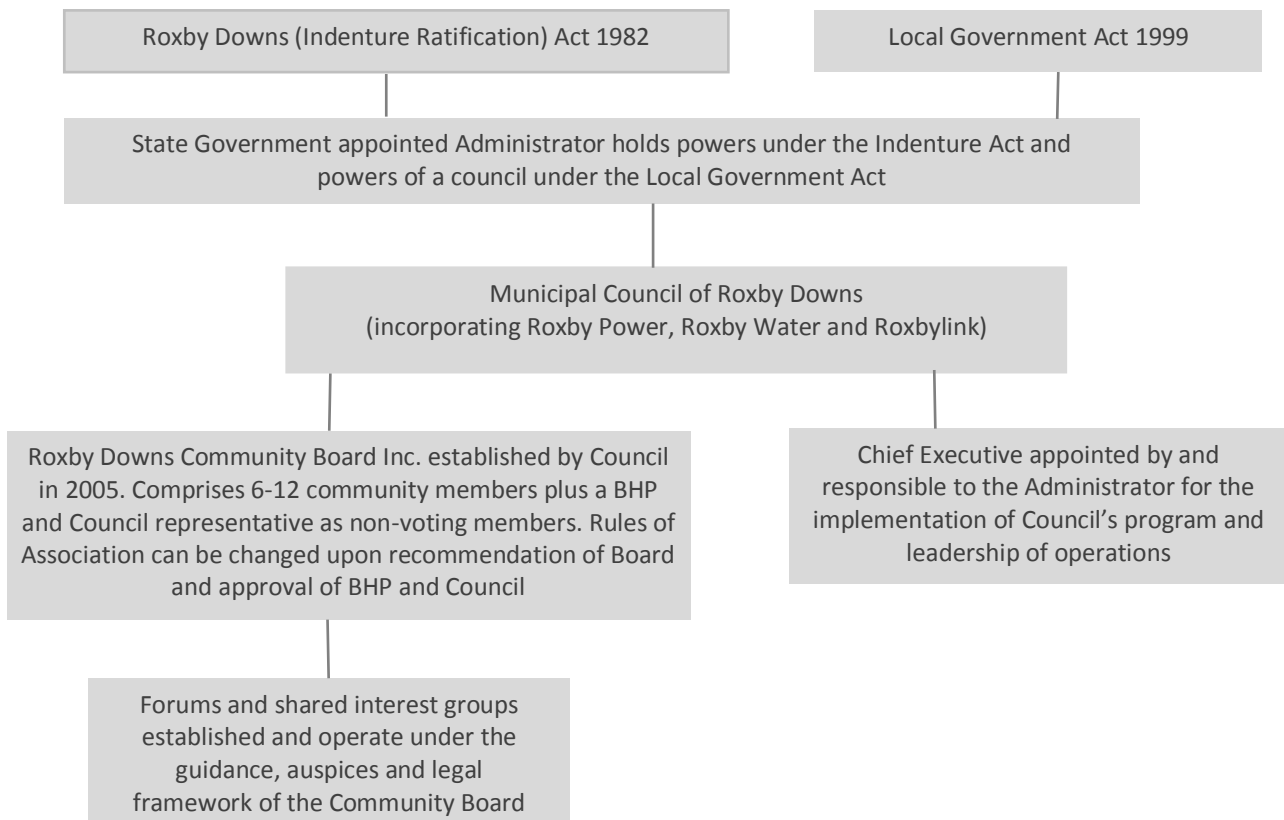 Roxby Downs (Indenture Ratification) Act 1982
Local Government Act 1999
State Government appointed Administrator holds powers under the Indenture Act and
powers of a council under the Local Government Act
Municipal Council of Roxby Downs
(incorporating Roxby Power, Roxby Water and Roxbylink)
Roxby Downs Community Board Inc. established by Council
in 2005. Comprises 6-12 community members plus a BHP
and Council representative as non-voting members. Rules of
Association can be changed upon recommendation of Board
and approval of BHP and Council
Chief Executive appointed by and
responsible to the Administrator for the
implementation of Council’s program and
leadership of operations
Forums and shared interest groups
established and operate under the
guidance, auspices and legal
framework of the Community Board